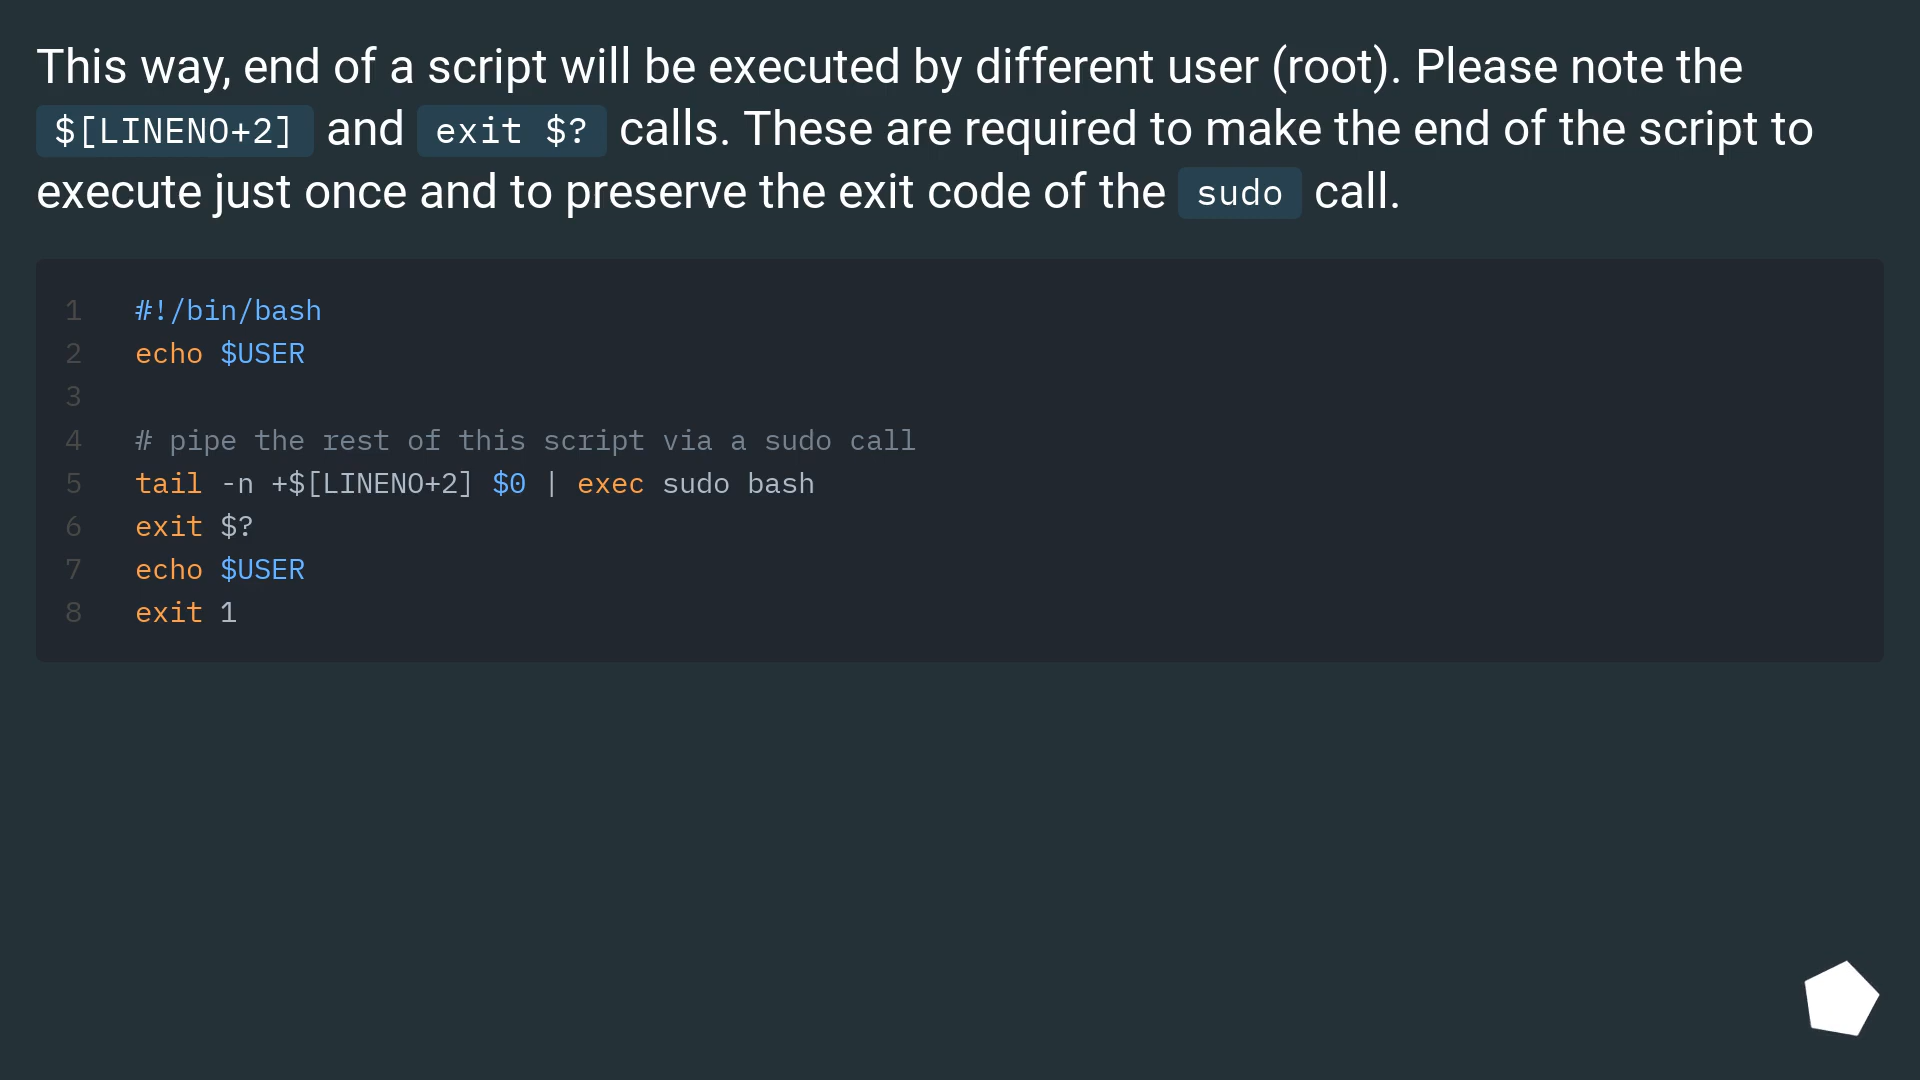 This way, end of a script will be executed by different user (root). Please note the
$[LINENO+2] and exit $? calls. These are required to make the end of the script to
execute just once and to preserve the exit code of the sudo call.
1 #!/bin/bash
2 echo $USER
3
4 # pipe the rest of this script via a sudo call
5 tail -n +$[LINENO+2] $0 | exec sudo bash
6 exit $?
7 echo $USER
8 exit 1